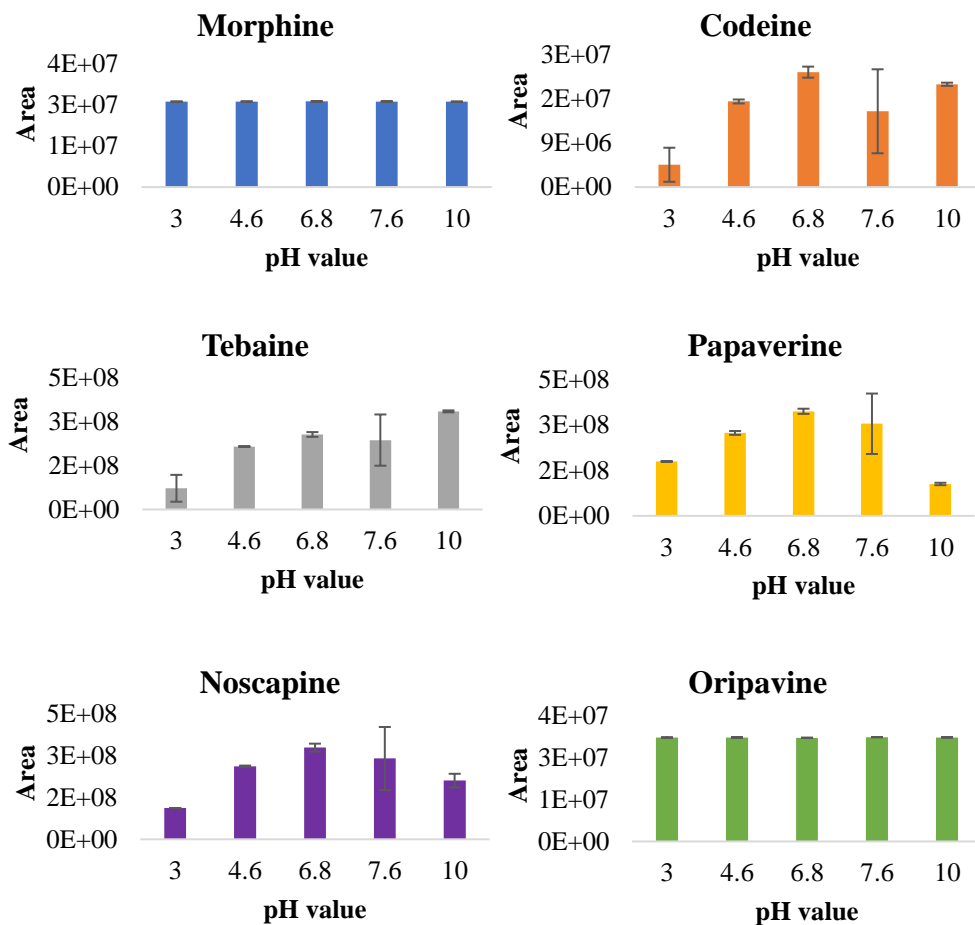 Morphine
Area
4E+07
3E+07
1E+07
0E+00
3 4.6 6.8 7.6 10
pH value
Codeine
Area
3E+07
2E+07
9E+06
0E+00
3 4.6 6.8 7.6 10
pH value
Tebaine
Area
5E+08
3E+08
2E+08
0E+00
3 4.6 6.8 7.6 10
pH value
Papaverine
Area
5E+08
3E+08
2E+08
0E+00
3 4.6 6.8 7.6 10
pH value
Noscapine
Area
5E+08
3E+08
2E+08
0E+00
3 4.6 6.8 7.6 10
pH value
Oripavine
Area
4E+07
3E+07
1E+07
0E+00
3 4.6 6.8 7.6 10
pH value